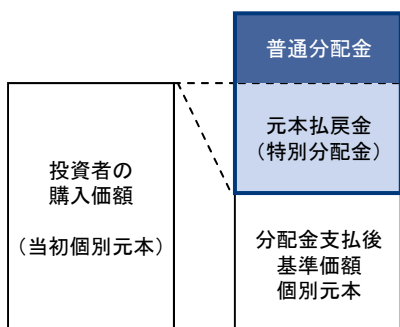 普通分配金
元本払戻金
（特別分配金）
投資者の
購入価額
（当初個別元本）
分配金支払後
基準価額
個別元本